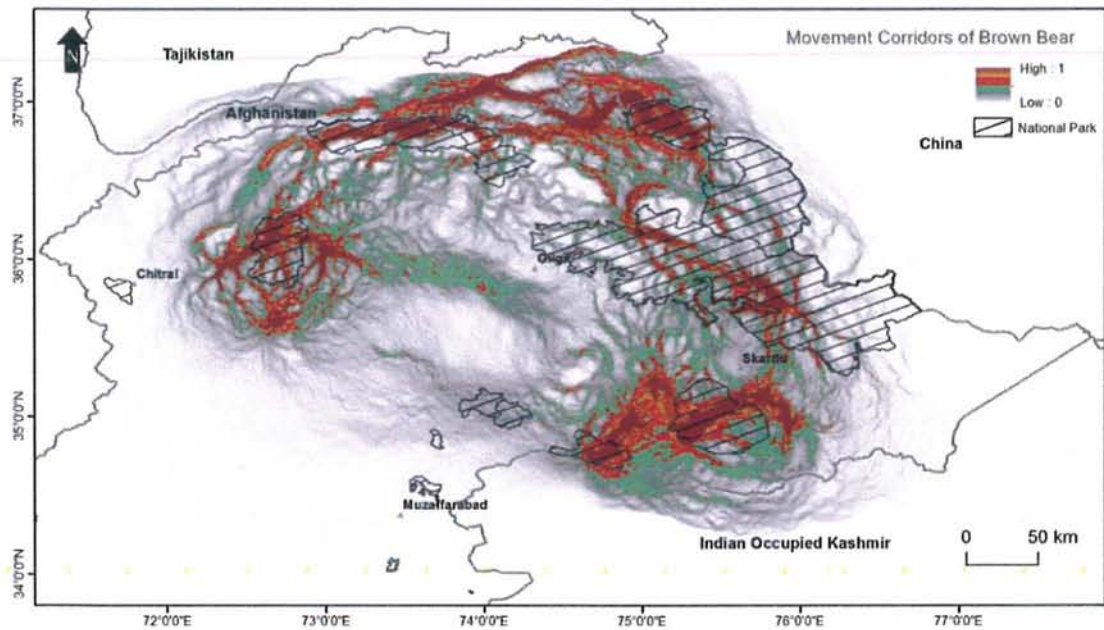 Movement Corridors of Brown Bear
High : 1
Low : 0
National Park
N
Tajikistan
Afghanistan
China
Chitral
Gilgit
Skardu
Muzaffarabad
Indian Occupied Kashmir
0 50 km
37°0'0"N
36°0'0"N
35°0'0"N
34°0'0"N
72°0'0"E
73°0'0"E
74°0'0"E
75°0'0"E
76°0'0"E
77°0'0"E